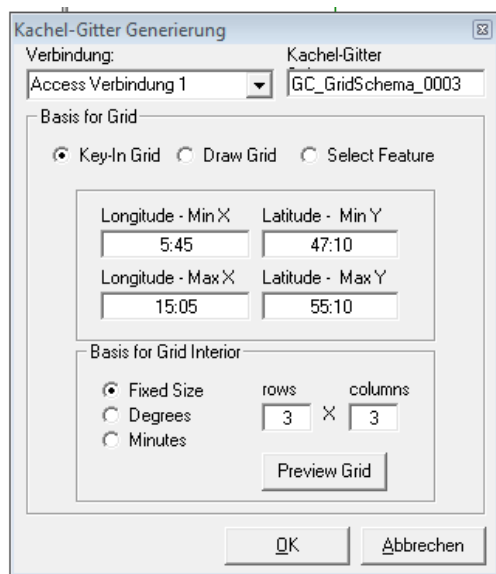 Kachel-Gitter Generierung
Verbindung: Kachel-Gitter
Access Verbindung 1 GC_GridSchema_0003
Basis for Grid
Key-In Grid Draw Grid Select Feature
Longitude - Min X Latitude - Min Y
5:45 47:10
Longitude - Max X Latitude - Max Y
15:05 55:10
Basis for Grid Interior
Fixed Size rows columns
Degrees 3 X 3
Minutes
Preview Grid
OK Abbrechen